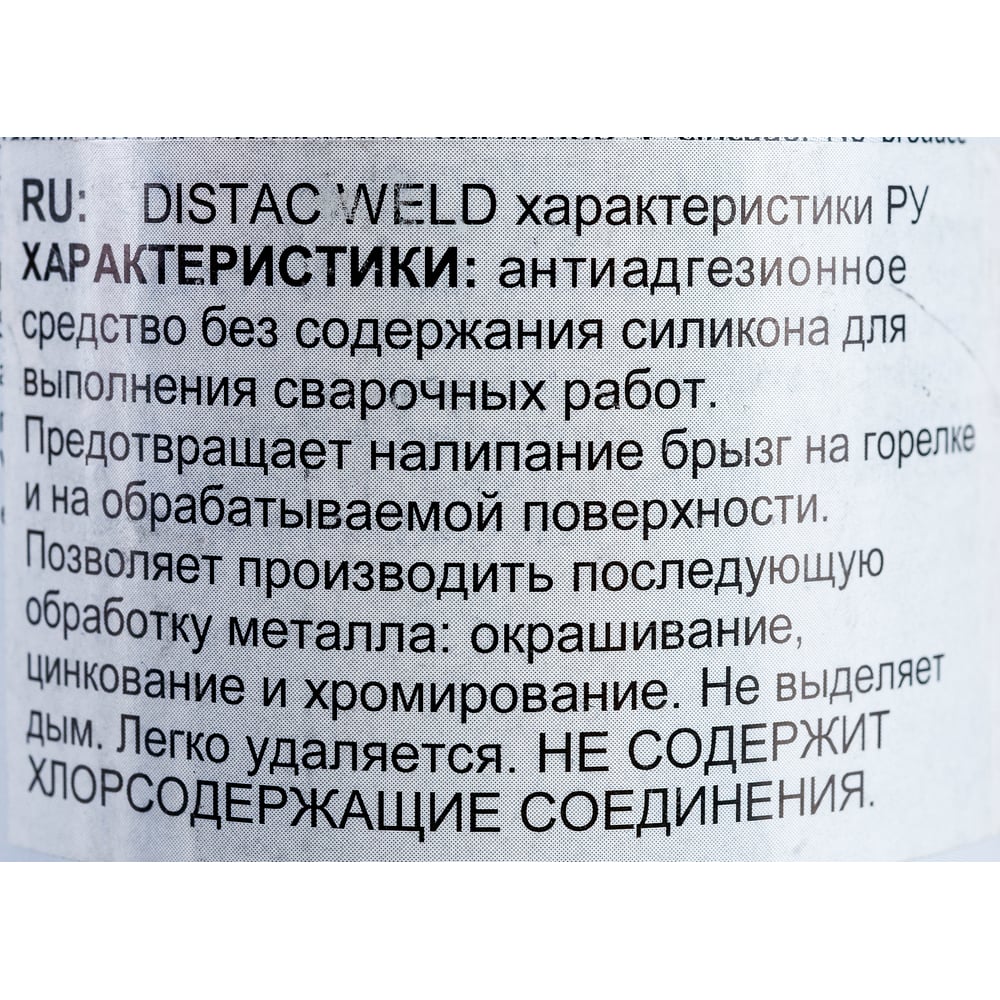 RU: DISTAC WELD характеристики РУ
ХАРАКТЕРИСТИКИ: антиадгезионное
средство без содержания силикона для
выполнения сварочных работ.
Предотвращает налипание брызг на горелке
и на обрабатываемой поверхности.
Позволяет производить последующую
обработку металла: окрашивание,
цинкование и хромирование. Не выделяет
дым. Легко удаляется. НЕ СОДЕРЖИТ
ХЛОРСОДЕРЖАЩИЕ СОЕДИНЕНИЯ.